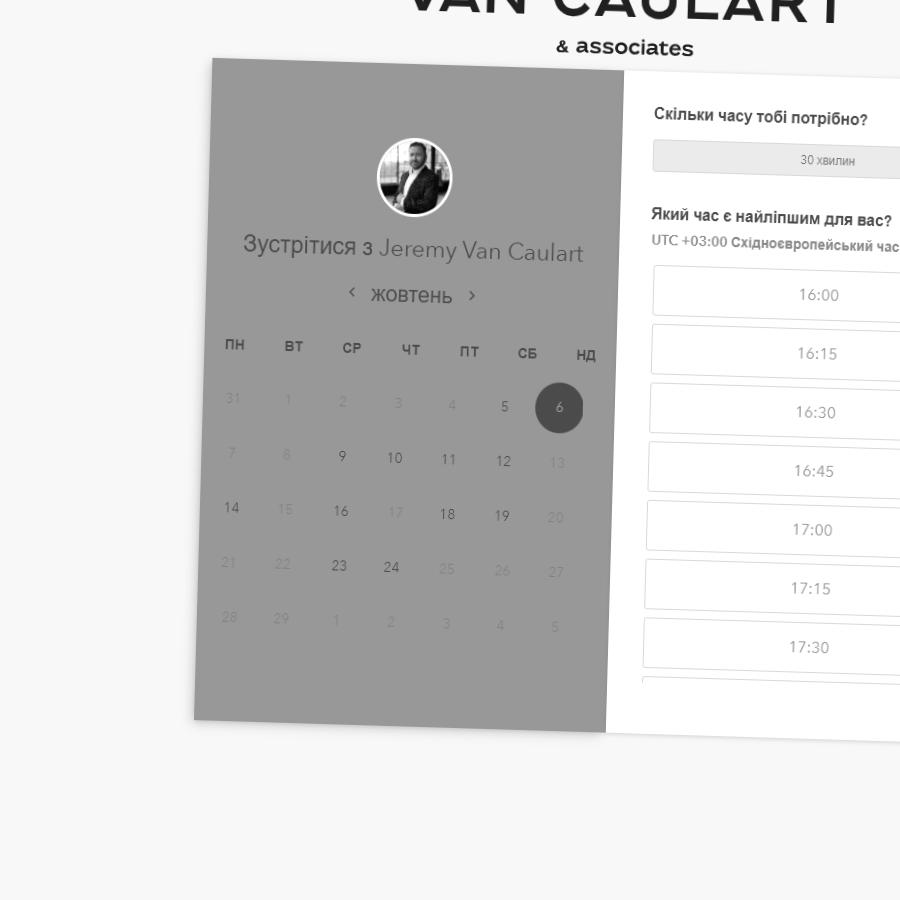 VAN CAULART
& associates
Зустрітися з Jeremy Van Caulart
‹ жовтень ›
ПН ВТ СР ЧТ ПТ СБ НД
31 1 2 3 4 5 6
7 8 9 10 11 12 13
14 15 16 17 18 19 20
21 22 23 24 25 26 27
28 29 1 2 3 4 5
Скільки часу тобі потрібно?
30 хвилин
Який час є найліпшим для вас?
UTC +03:00 Східноєвропейський час
16:00
16:15
16:30
16:45
17:00
17:15
17:30